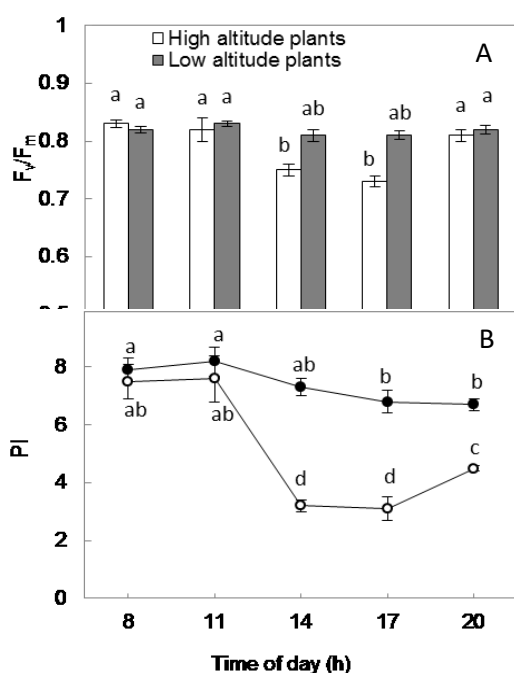 1
High altitude plants
A
Low altitude plants
0.9
a a a a ab ab a a
0.8
b b
0.7
0.6
Fv/Fm
B
8
a a ab b b
ab ab
6
c
4
d d
2
0
PI
8 11 14 17 20
Time of day (h)